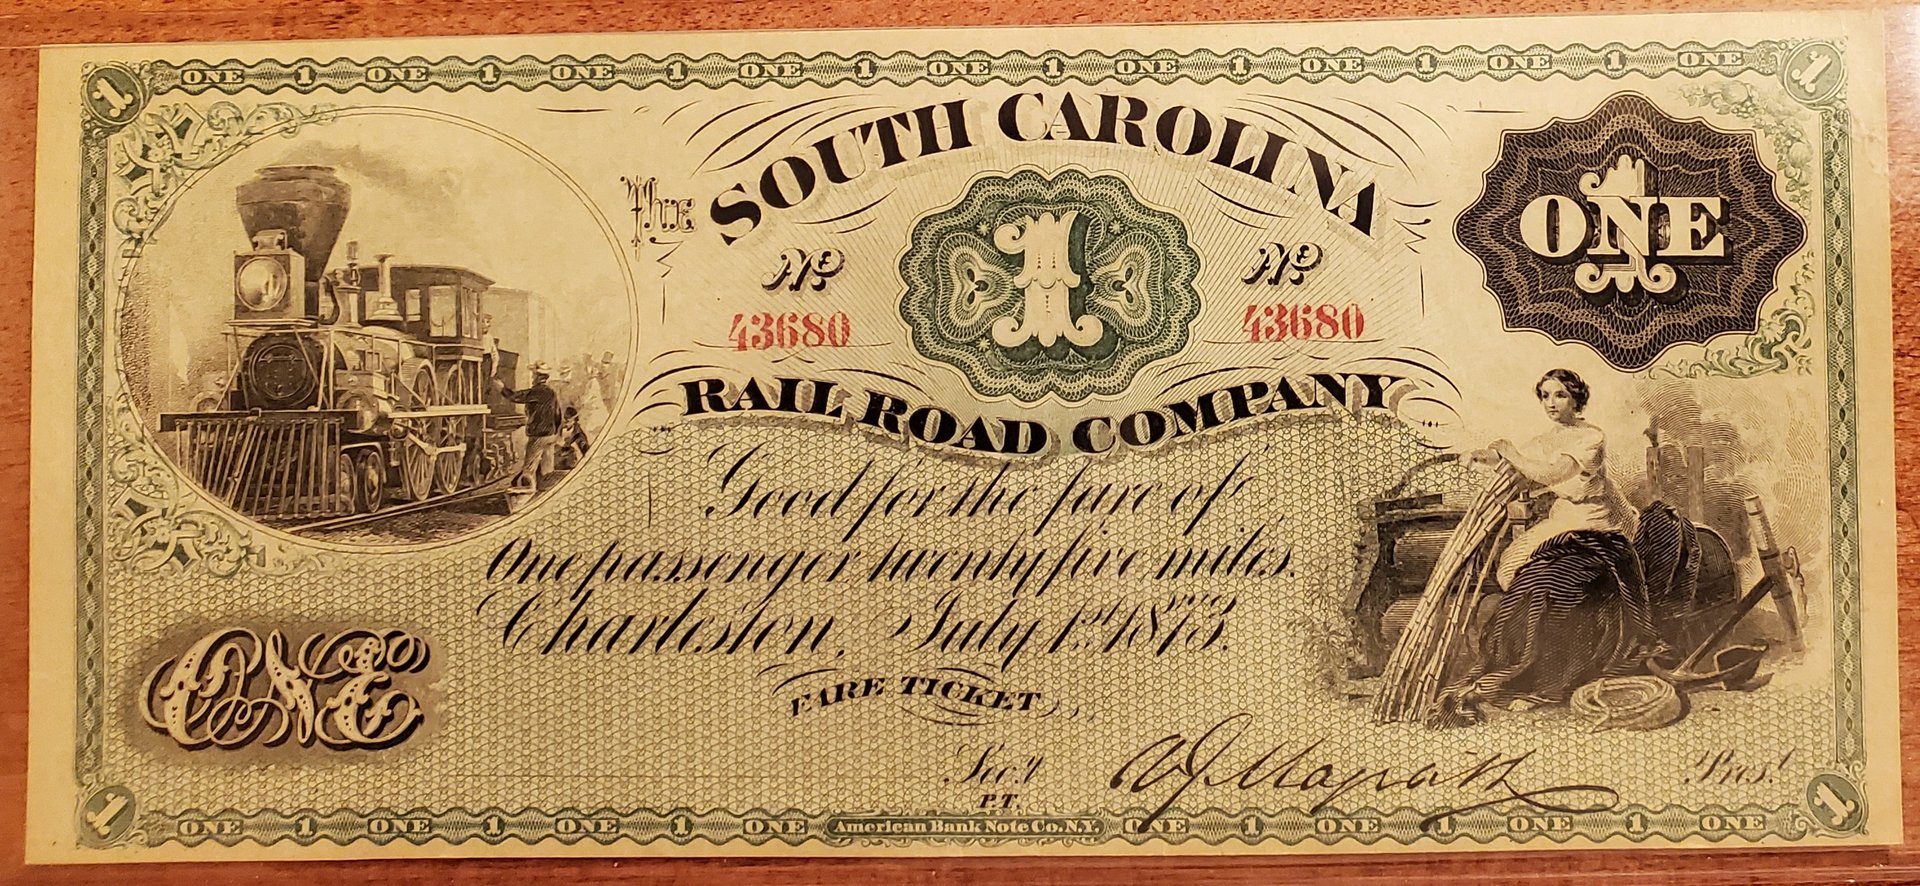 1 ONE 1 ONE 1 ONE 1 ONE 1 ONE 1 ONE 1 ONE 1 ONE 1 ONE 1
The SOUTH CAROLINA
No 1 No
43680 43680
ONE
1
RAIL ROAD COMPANY
Good for the fare of
One passenger twenty five miles.
Charleston, July 1st 1873.
FARE TICKET
ONE
Sec.y Pres.t
P.T.
1 ONE 1 ONE 1 ONE 1 ONE American Bank Note Co. N.Y. ONE 1 ONE 1 ONE 1 ONE 1